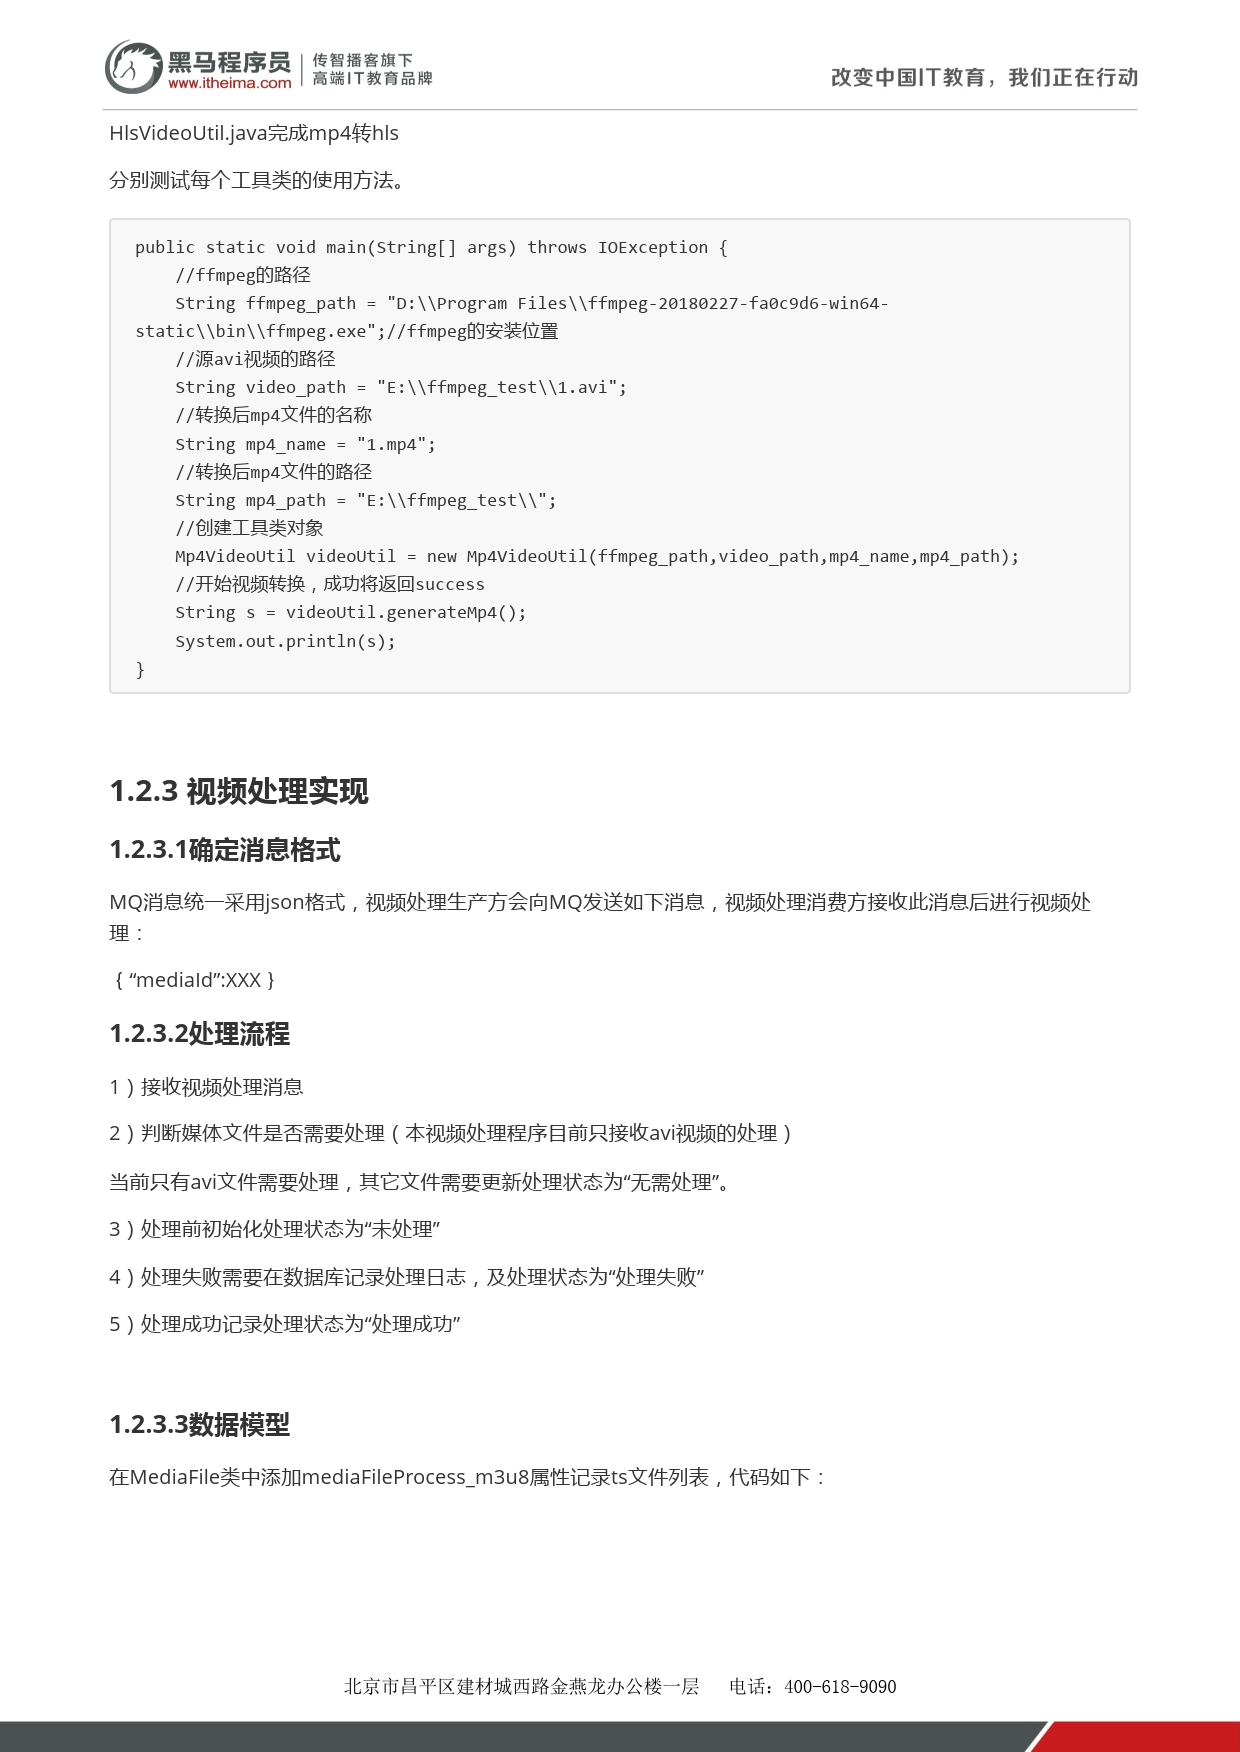 黑马程序员
www.itheima.com
传智播客旗下
高端IT教育品牌
改变中国IT教育，我们正在行动
HlsVideoUtil.java完成mp4转hls
分别测试每个工具类的使用方法。
public static void main(String[] args) throws IOException {
    //ffmpeg的路径
    String ffmpeg_path = "D:\\Program Files\\ffmpeg-20180227-fa0c9d6-win64-
static\\bin\\ffmpeg.exe";//ffmpeg的安装位置
    //源avi视频的路径
    String video_path = "E:\\ffmpeg_test\\1.avi";
    //转换后mp4文件的名称
    String mp4_name = "1.mp4";
    //转换后mp4文件的路径
    String mp4_path = "E:\\ffmpeg_test\\";
    //创建工具类对象
    Mp4VideoUtil videoUtil = new Mp4VideoUtil(ffmpeg_path,video_path,mp4_name,mp4_path);
    //开始视频转换，成功将返回success
    String s = videoUtil.generateMp4();
    System.out.println(s);
}
1.2.3 视频处理实现
1.2.3.1确定消息格式
MQ消息统一采用json格式，视频处理生产方会向MQ发送如下消息，视频处理消费方接收此消息后进行视频处
理：
｛“mediaId”:XXX｝
1.2.3.2处理流程
1）接收视频处理消息
2）判断媒体文件是否需要处理（本视频处理程序目前只接收avi视频的处理）
当前只有avi文件需要处理，其它文件需要更新处理状态为“无需处理”。
3）处理前初始化处理状态为“未处理”
4）处理失败需要在数据库记录处理日志，及处理状态为“处理失败”
5）处理成功记录处理状态为“处理成功”
1.2.3.3数据模型
在MediaFile类中添加mediaFileProcess_m3u8属性记录ts文件列表，代码如下：
北京市昌平区建材城西路金燕龙办公楼一层 电话：400-618-9090